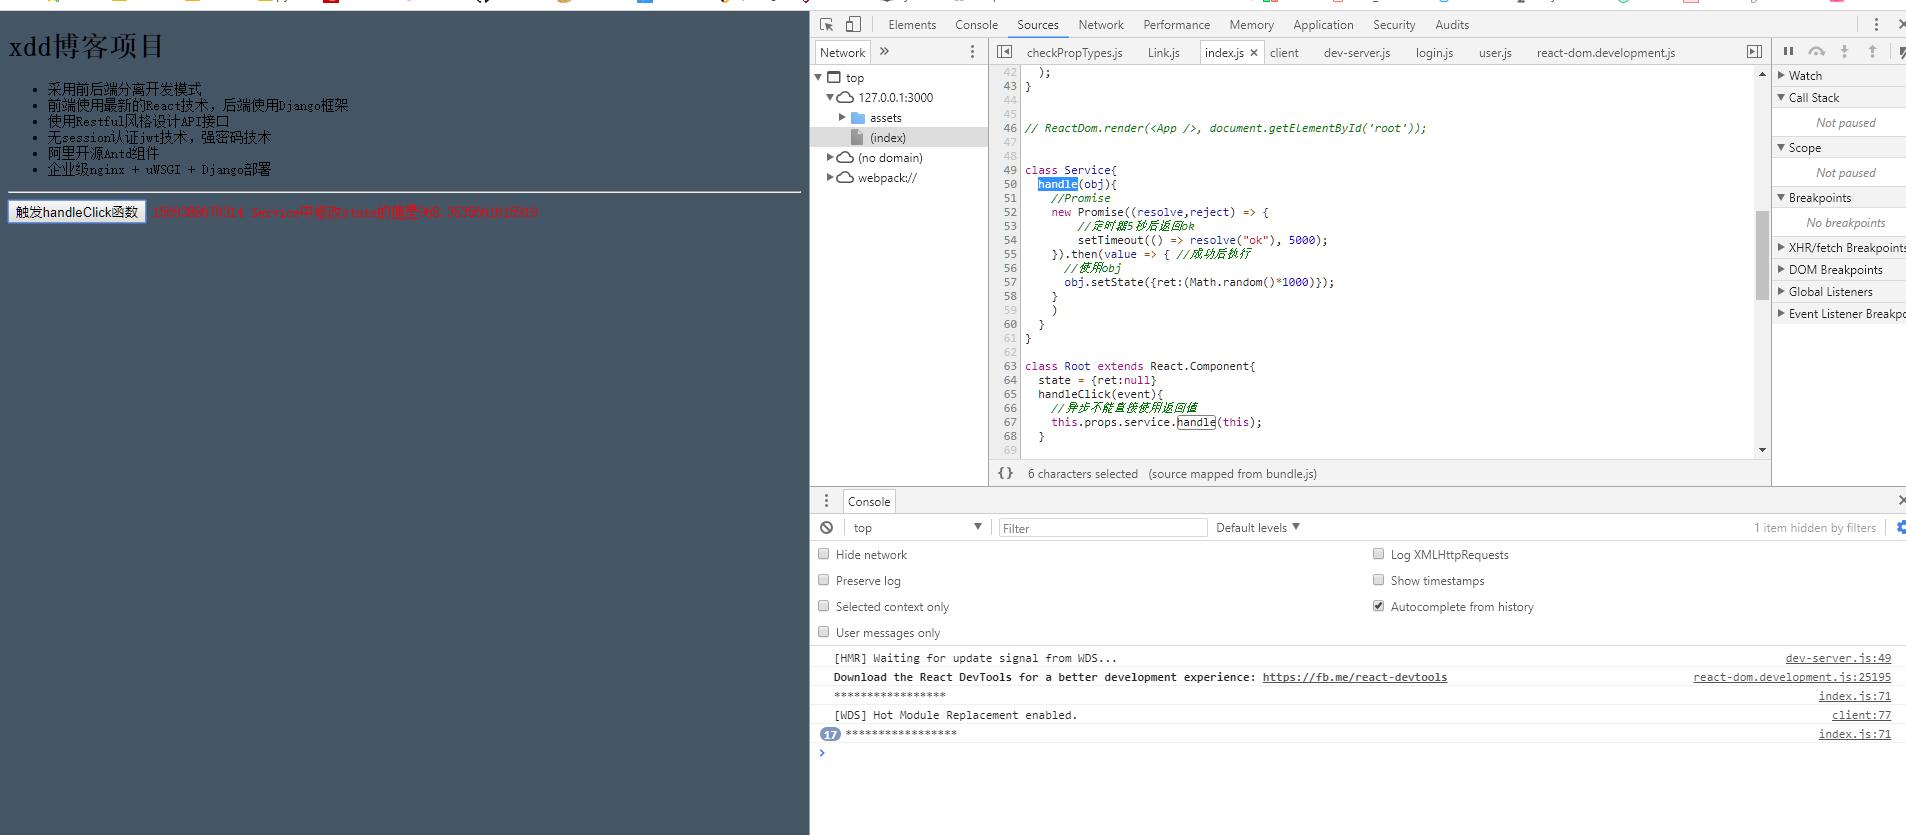 xdd博客项目
采用前后端分离开发模式
前端使用最新的React技术，后端使用Django框架
使用Restful风格设计API接口
无session认证jwt技术，强密码技术
阿里开源Antd组件
企业级nginx + uWSGI + Django部署
触发handleClick函数
Service中修改state的值是
Elements Console Sources Network Performance Memory Application Security Audits
Network
top
127.0.0.1:3000
assets
(index)
(no domain)
webpack://
checkPropTypes.js Link.js index.js client dev-server.js login.js user.js react-dom.development.js
42 );
43 }
44
45
46 // ReactDom.render(<App />, document.getElementById('root'));
47
48
49 class Service{
50 handle(obj){
51 //Promise
52 new Promise((resolve,reject) => {
53 //定时器5秒后返回ok
54 setTimeout(() => resolve("ok"), 5000);
55 }).then(value => { //成功后执行
56 //使用obj
57 obj.setState({ret:(Math.random()*1000)});
58 }
59 )
60 }
61 }
62
63 class Root extends React.Component{
64 state = {ret:null}
65 handleClick(event){
66 //异步不能直接使用返回值
67 this.props.service.handle(this);
68 }
69
{} 6 characters selected (source mapped from bundle.js)
Watch
Call Stack
Not paused
Scope
Not paused
Breakpoints
No breakpoints
XHR/fetch Breakpoints
DOM Breakpoints
Global Listeners
Event Listener Breakpo
Console
top Filter Default levels 1 item hidden by filters
Hide network Log XMLHttpRequests
Preserve log Show timestamps
Selected context only Autocomplete from history
User messages only
[HMR] Waiting for update signal from WDS... dev-server.js:49
Download the React DevTools for a better development experience: https://fb.me/react-devtools react-dom.development.js:25195
***************** index.js:71
[WDS] Hot Module Replacement enabled. client:77
17 ***************** index.js:71